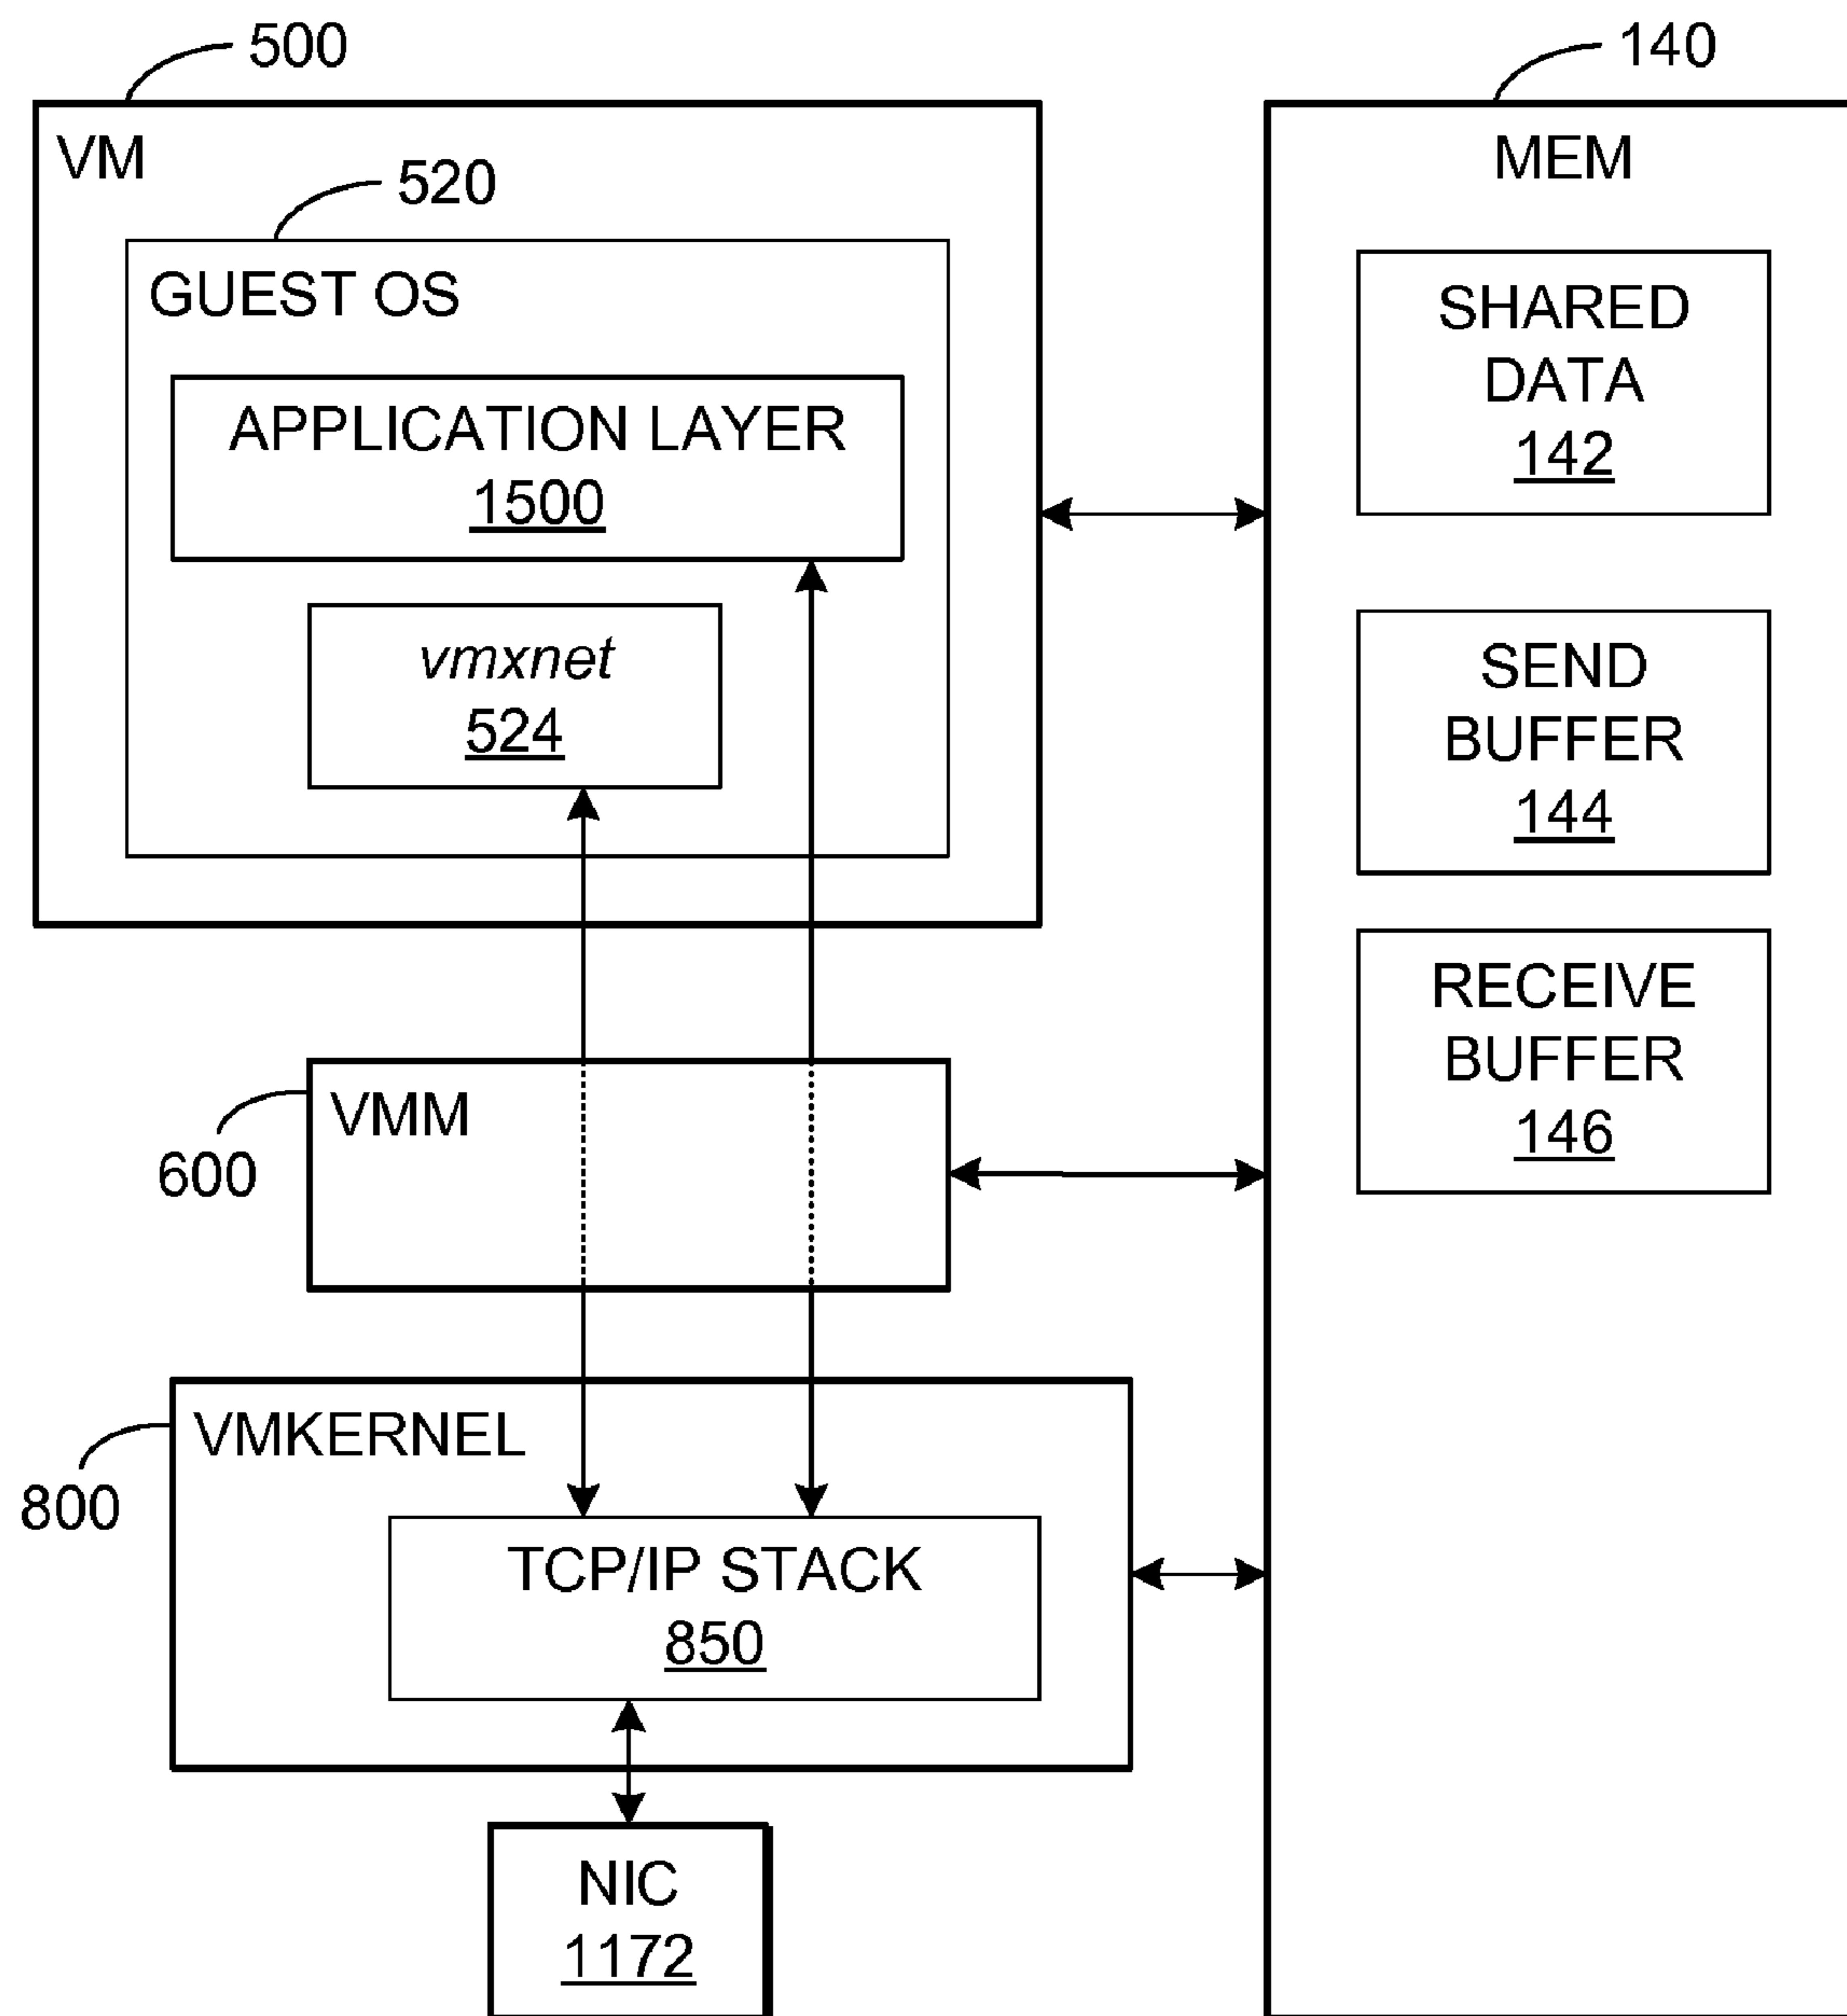 500
VM
520
GUEST OS
APPLICATION LAYER
1500
vmxnet
524
VMM
600
VMKERNEL
800
TCP/IP STACK
850
NIC
1172
140
MEM
SHARED
DATA
142
SEND
BUFFER
144
RECEIVE
BUFFER
146